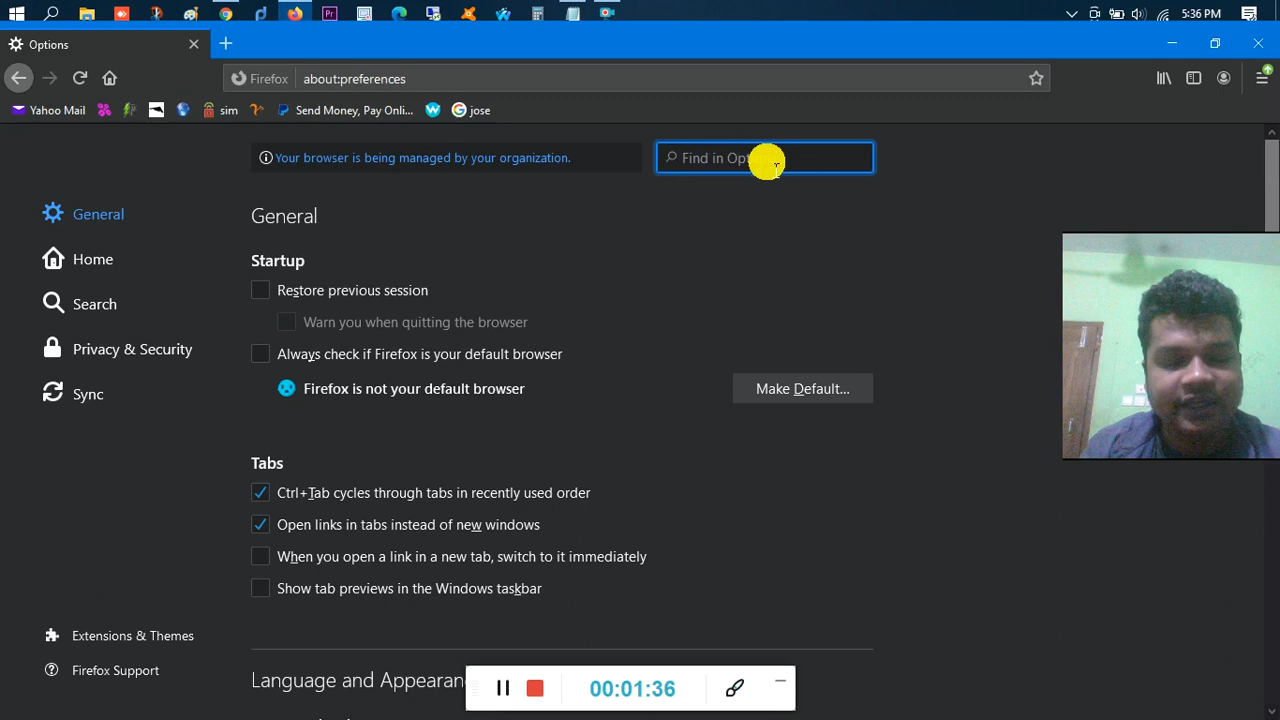 5:36 PM
Options
Firefox
about:preferences
Yahoo Mail
sim
Send Money, Pay Onlin...
jose
Your browser is being managed by your organization.
Find in Op
General
Home
Search
Privacy & Security
Sync
Extensions & Themes
Firefox Support
General
Startup
Restore previous session
Warn you when quitting the browser
Always check if Firefox is your default browser
Firefox is not your default browser
Make Default...
Tabs
Ctrl+Tab cycles through tabs in recently used order
Open links in tabs instead of new windows
When you open a link in a new tab, switch to it immediately
Show tab previews in the Windows taskbar
Language and Appearan
00:01:36